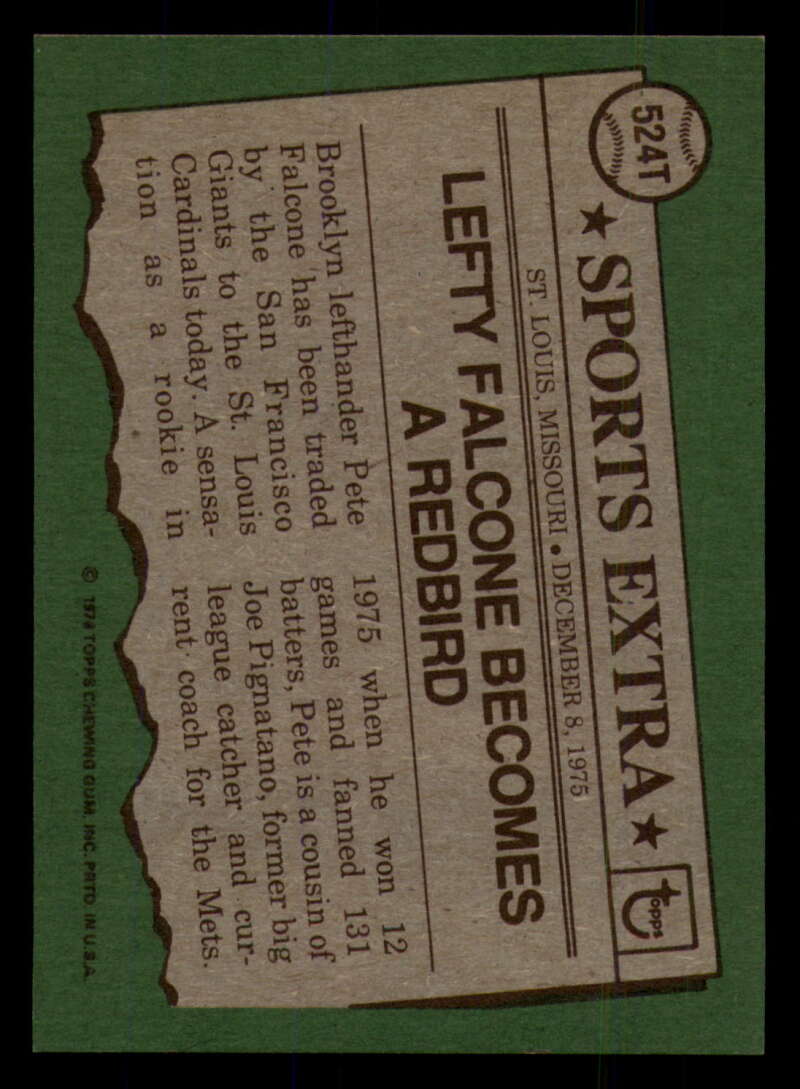 524T
★ SPORTS EXTRA ★
topps
ST. LOUIS, MISSOURI • DECEMBER 8, 1975
LEFTY FALCONE BECOMES
A REDBIRD
Brooklyn lefthander Pete
Falcone has been traded
by the San Francisco
Giants to the St. Louis
Cardinals today. A sensa-
tion as a rookie in
1975 when he won 12
games and fanned 131
batters, Pete is a cousin of
Joe Pignatano, former big
league catcher and cur-
rent coach for the Mets.
© 1976 TOPPS CHEWING GUM, INC. PRTD. IN U.S.A.